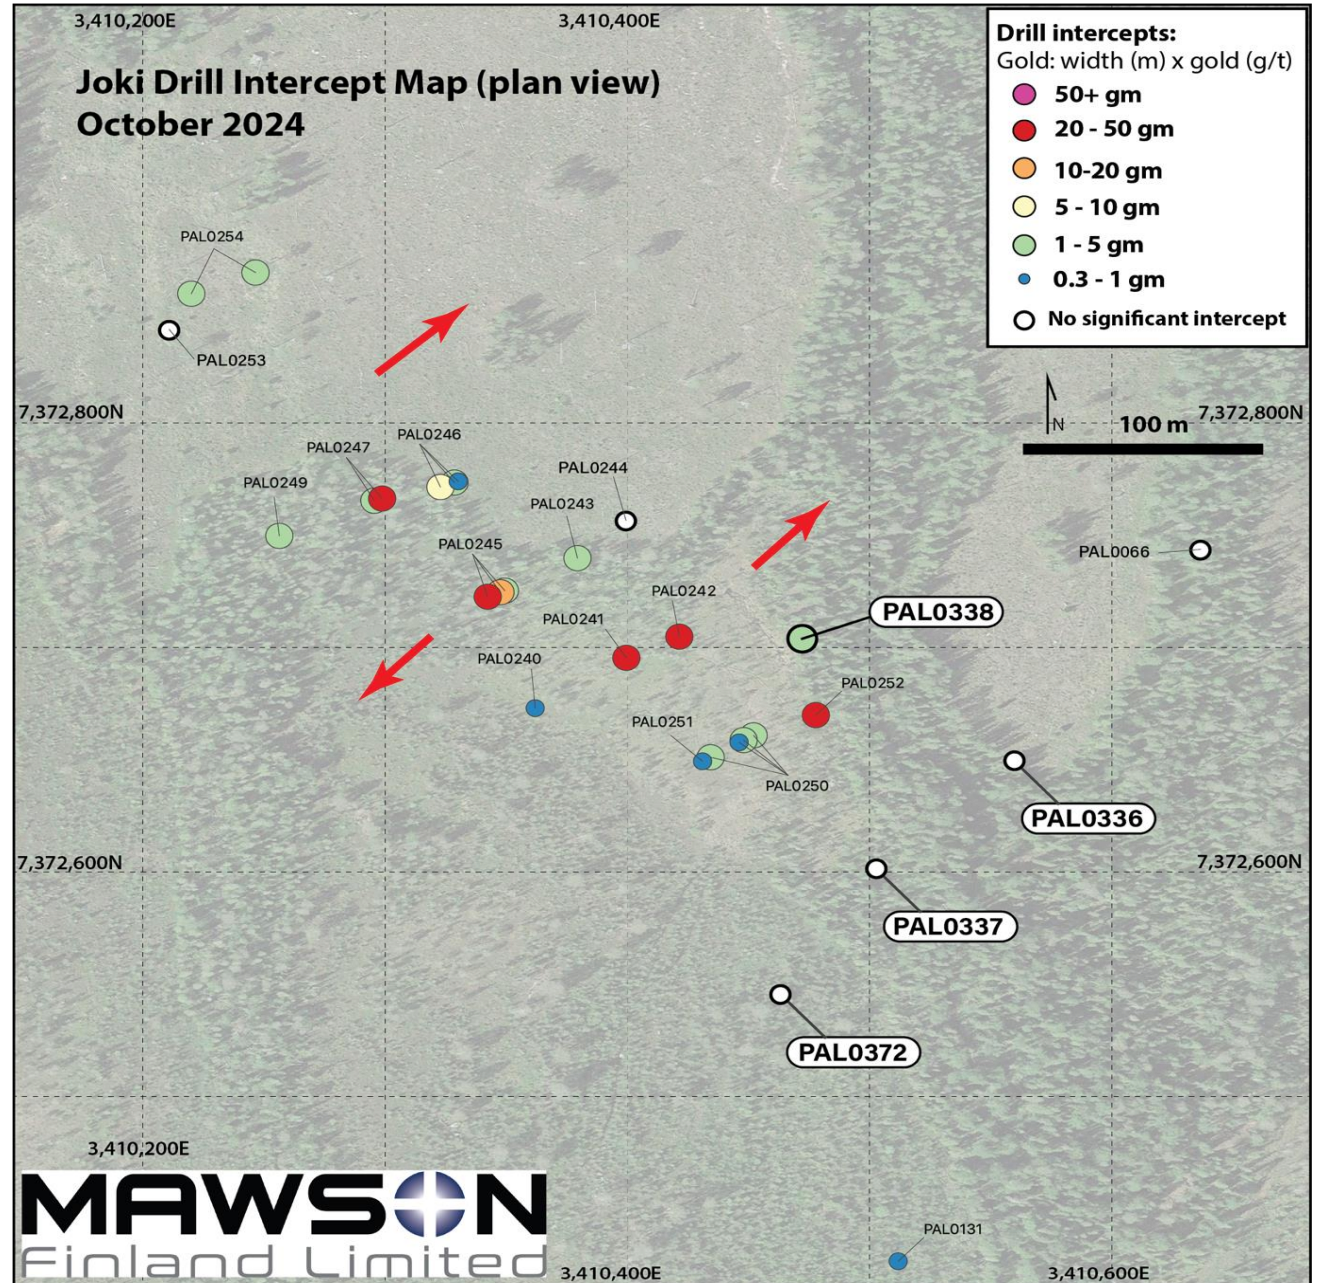 3,410,200E
3,410,400E
Joki Drill Intercept Map (plan view)
October 2024
Drill intercepts:
Gold: width (m) x gold (g/t)
50+ gm
20 - 50 gm
10-20 gm
5 - 10 gm
1 - 5 gm
0.3 - 1 gm
No significant intercept
PAL0254
PAL0253
7,372,800N
7,372,800N
N
100 m
PAL0247
PAL0246
PAL0249
PAL0244
PAL0243
PAL0245
PAL0066
PAL0242
PAL0241
PAL0338
PAL0240
PAL0252
PAL0251
PAL0250
PAL0336
7,372,600N
7,372,600N
PAL0337
PAL0372
3,410,200E
MAWSON
Finland Limited
PAL0131
3,410,400E
3,410,600E